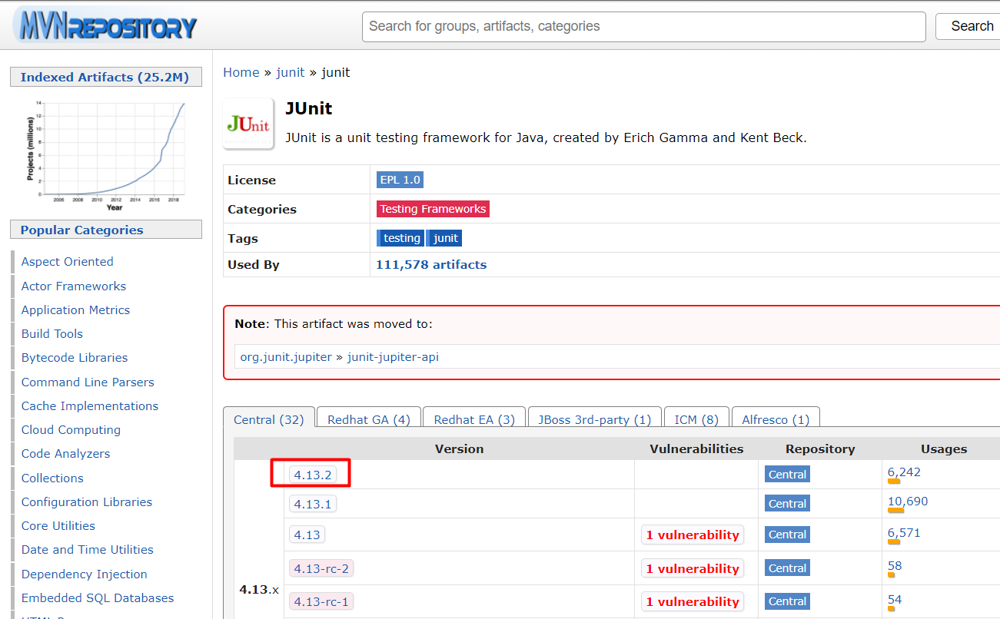 MVNREPOSITORY
Search for groups, artifacts, categories
Search
Indexed Artifacts (25.2M)
Projects (millions)
14
12
10
8
6
4
2
0
2006 2008 2010 2012 2014 2016 2018
Year
Popular Categories
Aspect Oriented
Actor Frameworks
Application Metrics
Build Tools
Bytecode Libraries
Command Line Parsers
Cache Implementations
Cloud Computing
Code Analyzers
Collections
Configuration Libraries
Core Utilities
Date and Time Utilities
Dependency Injection
Embedded SQL Databases
Home » junit » junit
JUnit
JUnit
JUnit is a unit testing framework for Java, created by Erich Gamma and Kent Beck.
License EPL 1.0
Categories Testing Frameworks
Tags testing junit
Used By 111,578 artifacts
Note: This artifact was moved to:
org.junit.jupiter » junit-jupiter-api
Central (32) Redhat GA (4) Redhat EA (3) JBoss 3rd-party (1) ICM (8) Alfresco (1)
Version Vulnerabilities Repository Usages
4.13.2 Central 6,242
4.13.1 Central 10,690
4.13 1 vulnerability Central 6,571
4.13-rc-2 1 vulnerability Central 58
4.13.x
4.13-rc-1 1 vulnerability Central 54